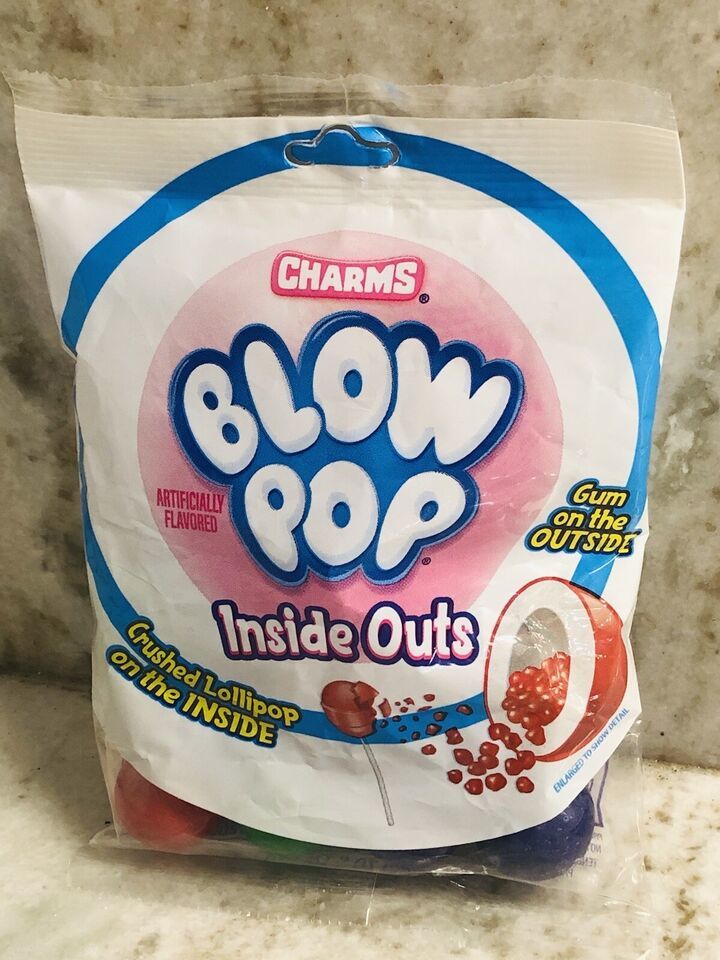 CHARMS®
BLOW
POP®
ARTIFICIALLY
FLAVORED
Inside Outs
Gum
on the
OUTSIDE
Crushed Lollipop
on the INSIDE
ENLARGED TO SHOW DETAIL